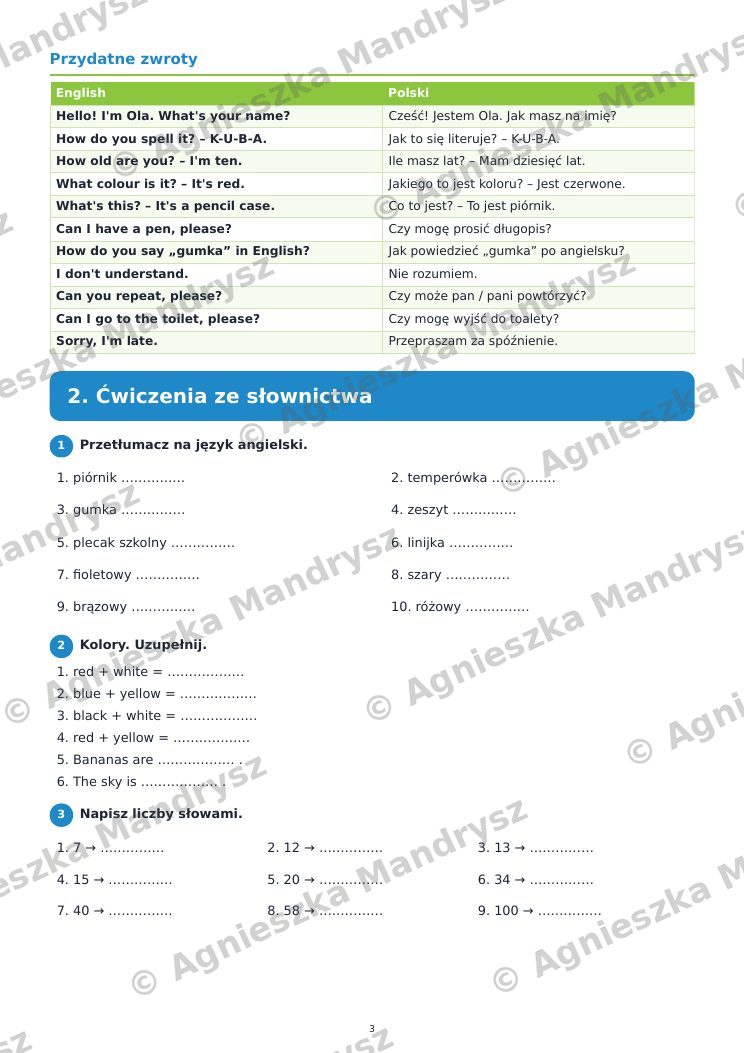 Przydatne zwroty
English Polski
Hello! I'm Ola. What's your name? Cześć! Jestem Ola. Jak masz na imię?
How do you spell it? – K-U-B-A. Jak to się literuje? – K-U-B-A.
How old are you? – I'm ten. Ile masz lat? – Mam dziesięć lat.
What colour is it? – It's red. Jakiego to jest koloru? – Jest czerwone.
What's this? – It's a pencil case. Co to jest? – To jest piórnik.
Can I have a pen, please? Czy mogę prosić długopis?
How do you say „gumka” in English? Jak powiedzieć „gumka” po angielsku?
I don't understand. Nie rozumiem.
Can you repeat, please? Czy może pan / pani powtórzyć?
Can I go to the toilet, please? Czy mogę wyjść do toalety?
Sorry, I'm late. Przepraszam za spóźnienie.
2. Ćwiczenia ze słownictwa
1 Przetłumacz na język angielski.
1. piórnik …………… 2. temperówka ……………
3. gumka …………… 4. zeszyt ……………
5. plecak szkolny …………… 6. linijka ……………
7. fioletowy …………… 8. szary ……………
9. brązowy …………… 10. różowy ……………
2 Kolory. Uzupełnij.
1. red + white = ………………
2. blue + yellow = ………………
3. black + white = ………………
4. red + yellow = ………………
5. Bananas are ……………… .
6. The sky is ……………… .
3 Napisz liczby słowami.
1. 7 → …………… 2. 12 → …………… 3. 13 → ……………
4. 15 → …………… 5. 20 → …………… 6. 34 → ……………
7. 40 → …………… 8. 58 → …………… 9. 100 → ……………
3
© Agnieszka Mandrysz